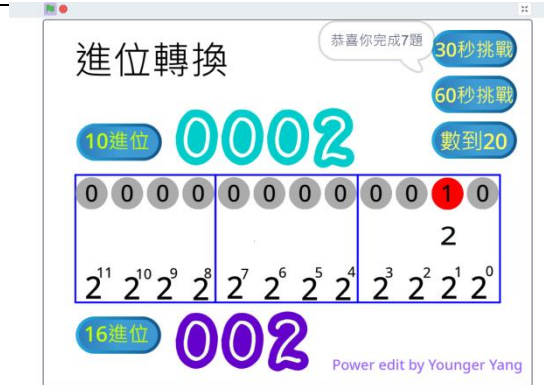 恭喜你完成7題
進位轉換
30秒挑戰
60秒挑戰
10進位 0002
數到20
0 0 0 0 0 0 0 0 0 0 1 0
2
2¹¹ 2¹⁰ 2⁹ 2⁸ 2⁷ 2⁶ 2⁵ 2⁴ 2³ 2² 2¹ 2⁰
16進位 002
Power edit by Younger Yang